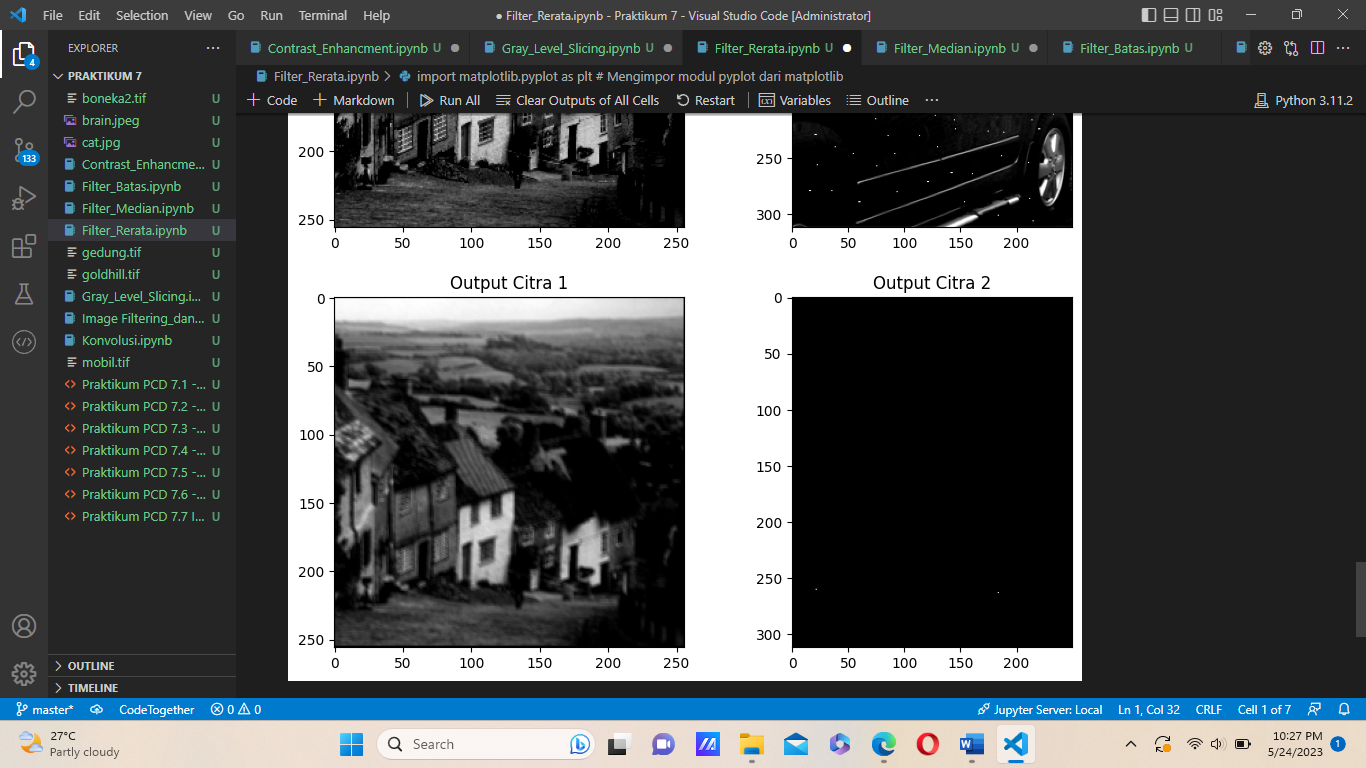 File Edit Selection View Go Run Terminal Help
● Filter_Rerata.ipynb - Praktikum 7 - Visual Studio Code [Administrator]
EXPLORER
Contrast_Enhancment.ipynb U
Gray_Level_Slicing.ipynb U
Filter_Rerata.ipynb U
Filter_Median.ipynb U
Filter_Batas.ipynb U
Filter_Rerata.ipynb > import matplotlib.pyplot as plt # Mengimpor modul pyplot dari matplotlib
+ Code + Markdown Run All Clear Outputs of All Cells Restart Variables Outline ... Python 3.11.2
4
133
PRAKTIKUM 7
boneka2.tif U
brain.jpeg U
cat.jpg U
Contrast_Enhancme... U
Filter_Batas.ipynb U
Filter_Median.ipynb U
Filter_Rerata.ipynb U
gedung.tif U
goldhill.tif U
Gray_Level_Slicing.i... U
Image Filtering_dan... U
Konvolusi.ipynb U
mobil.tif U
Praktikum PCD 7.1 -... U
Praktikum PCD 7.2 -... U
Praktikum PCD 7.3 -... U
Praktikum PCD 7.4 -... U
Praktikum PCD 7.5 -... U
Praktikum PCD 7.6 -... U
Praktikum PCD 7.7 I... U
OUTLINE
TIMELINE
200
250
0 50 100 150 200 250
250
300
0 50 100 150 200
Output Citra 1
0
50
100
150
200
250
0 50 100 150 200 250
Output Citra 2
0
50
100
150
200
250
300
0 50 100 150 200
master* CodeTogether 0 0 Jupyter Server: Local Ln 1, Col 32 CRLF Cell 1 of 7
27°C
Partly cloudy
Search
10:27 PM
5/24/2023
1